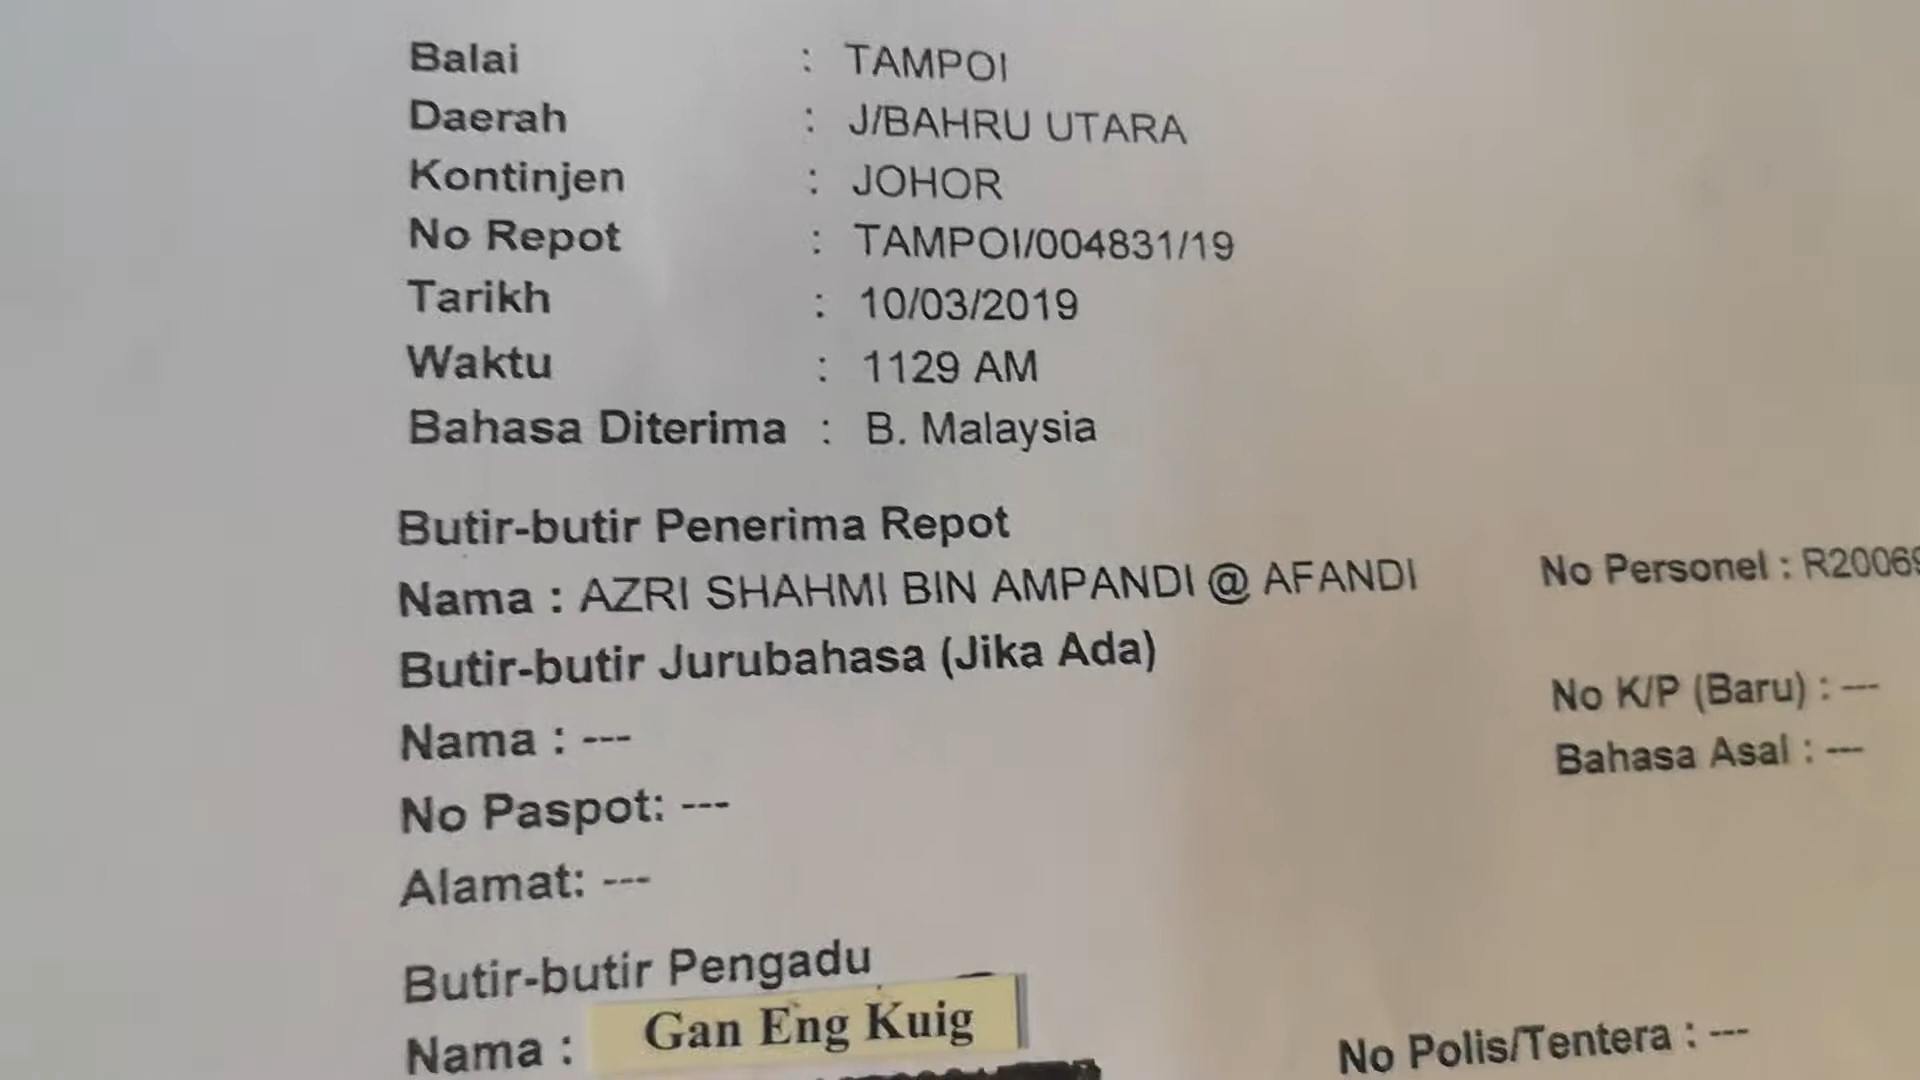 Balai : TAMPOI
Daerah : J/BAHRU UTARA
Kontinjen : JOHOR
No Repot : TAMPOI/004831/19
Tarikh : 10/03/2019
Waktu : 1129 AM
Bahasa Diterima : B. Malaysia
Butir-butir Penerima Repot
Nama : AZRI SHAHMI BIN AMPANDI @ AFANDI No Personel : R20069
Butir-butir Jurubahasa (Jika Ada)
Nama : --- No K/P (Baru) : ---
No Paspot: --- Bahasa Asal : ---
Alamat: ---
Butir-butir Pengadu
Nama : Gan Eng Kuig No Polis/Tentera : ---